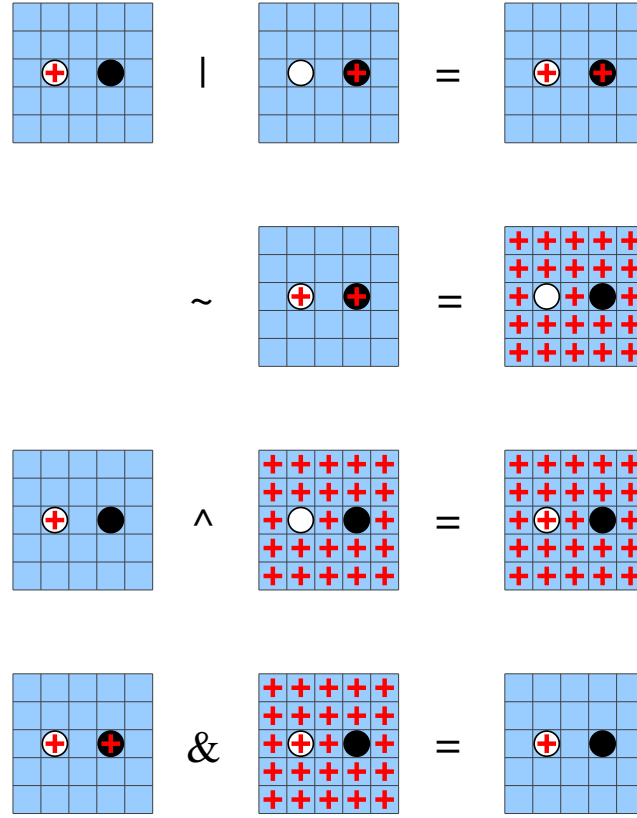 | =
~ =
^ =
& =